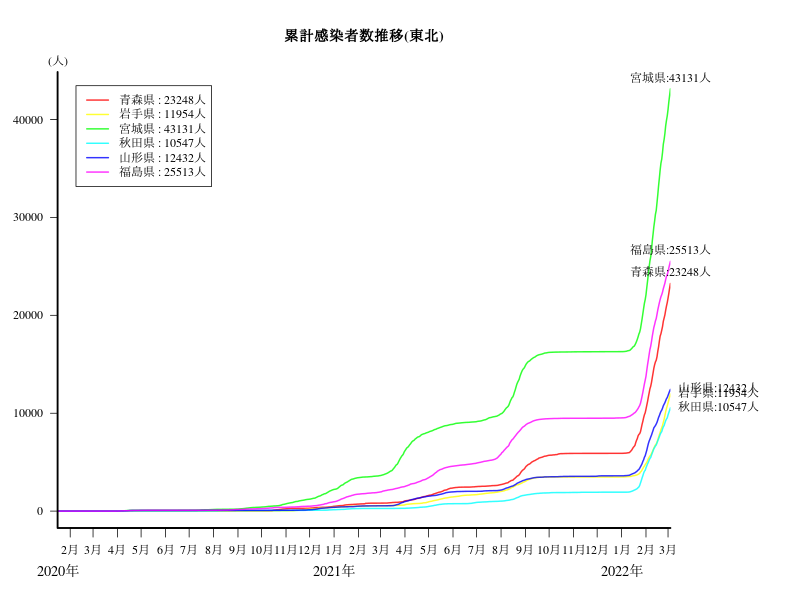 累計感染者数推移(東北)
(人)
宮城県:43131人
青森県 : 23248人
岩手県 : 11954人
宮城県 : 43131人
秋田県 : 10547人
山形県 : 12432人
福島県 : 25513人
40000
30000
福島県:25513人
青森県:23248人
20000
山形県:12432人
岩手県:11954人
秋田県:10547人
10000
0
2月 3月 4月 5月 6月 7月 8月 9月 10月 11月 12月 1月 2月 3月 4月 5月 6月 7月 8月 9月 10月 11月 12月 1月 2月 3月
2020年 2021年 2022年